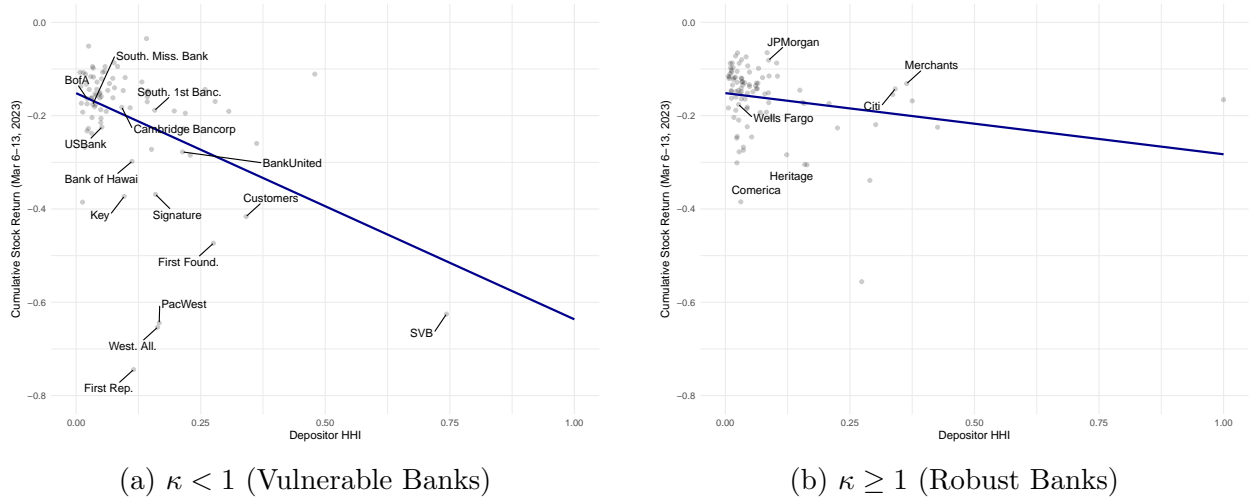 0.0
−0.2
−0.4
−0.6
−0.8
Cumulative Stock Return (Mar 6−13, 2023)
South. Miss. Bank
BofA
South. 1st Banc.
Cambridge Bancorp
USBank
BankUnited
Bank of Hawai
Customers
Key
Signature
First Found.
PacWest
SVB
West. All.
First Rep.
0.00
0.25
0.50
0.75
1.00
Depositor HHI
(a) κ < 1 (Vulnerable Banks)
0.0
−0.2
−0.4
−0.6
−0.8
Cumulative Stock Return (Mar 6−13, 2023)
JPMorgan
Merchants
Citi
Wells Fargo
Heritage
Comerica
0.00
0.25
0.50
0.75
1.00
Depositor HHI
(b) κ ≥ 1 (Robust Banks)